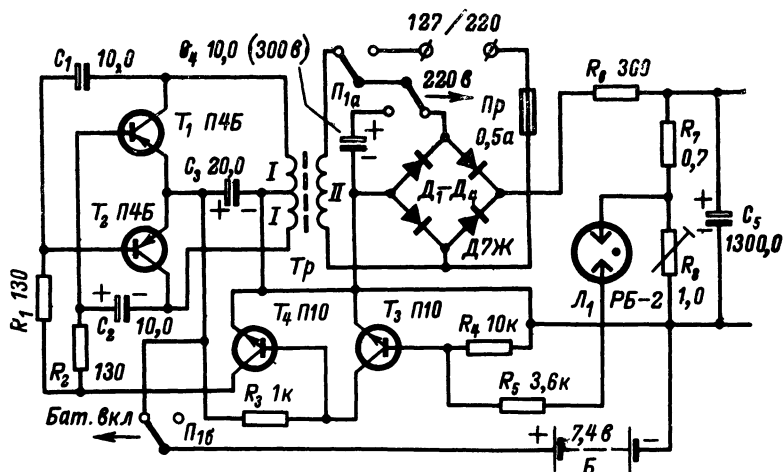 C₁ 10,0
C₄ 10,0 (300 в)
127/220
П₁ₐ
220 в
Пр
0,5а
R₆ 360
R₇
0,7
T₁ П4Б
C₃ 20,0
I
I
II
Д₁-Д₄
Д7Ж
C₅
1300,0
T₂ П4Б
Тр
Л₁ РБ-2
R₈
1,0
R₁ 130
C₂
10,0
R₂ 130
T₄ П10
T₃ П10
R₄ 10к
R₃ 1к
R₅ 3,6к
Бат. вкл
П₁б
+ 7,4 в -
Б